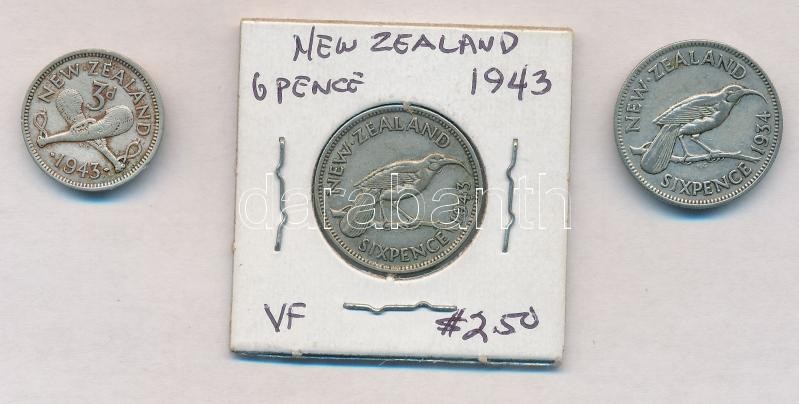 NEW·ZEALAND
3d
·1943·
NEW ZEALAND
6 PENCE 1943
NEW·ZEALAND
SIXPENCE 1943
VF #2.50
NEW·ZEALAND
SIXPENCE 1934
darabanth